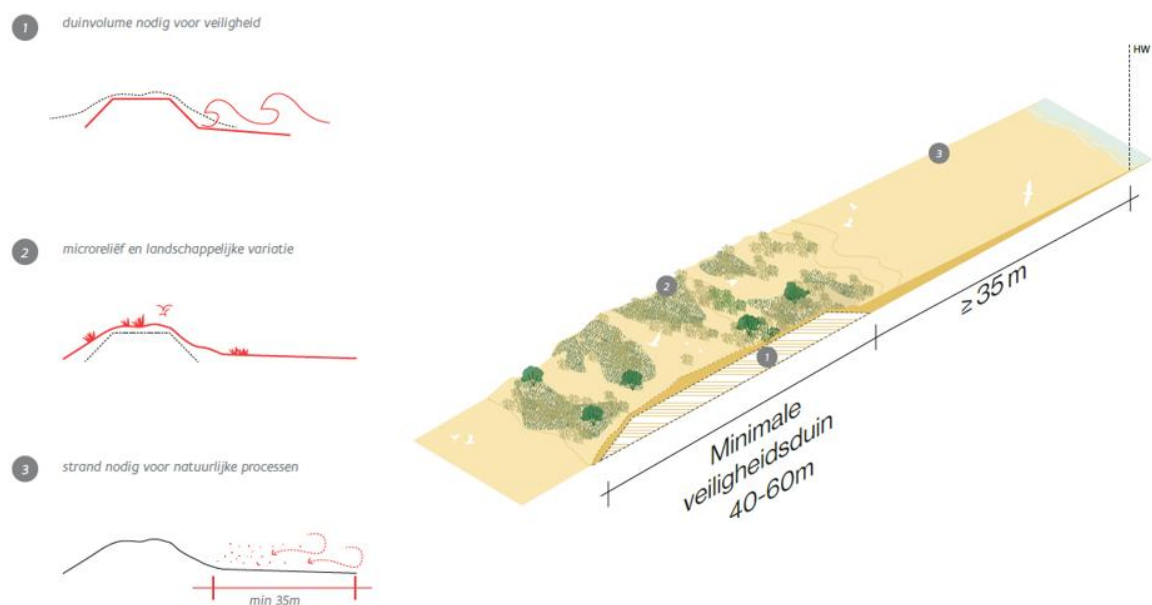 1
duinvolume nodig voor veiligheid
2
microreliëf en landschappelijke variatie
3
strand nodig voor natuurlijke processen
min 35m
HW
3
2
1
≥ 35 m
Minimale
veiligheidsduin
40-60m